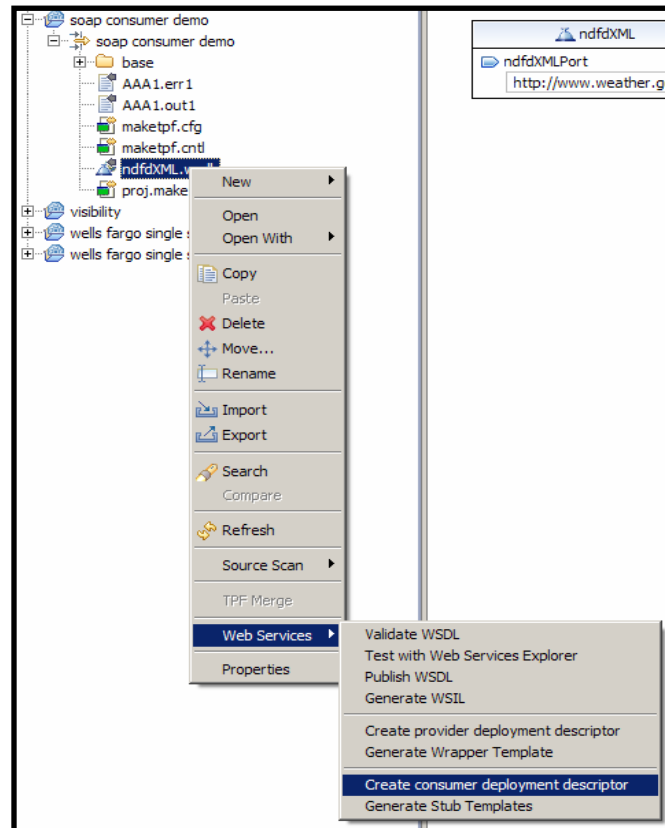 soap consumer demo
soap consumer demo
base
AAA1.err1
AAA1.out1
maketpf.cfg
maketpf.cntl
ndfdXML.
proj.make
visibility
wells fargo single
wells fargo single
ndfdXML
ndfdXMLPort
http://www.weather.g
New
Open
Open With
Copy
Paste
Delete
Move...
Rename
Import
Export
Search
Compare
Refresh
Source Scan
TPF Merge
Web Services
Properties
Validate WSDL
Test with Web Services Explorer
Publish WSDL
Generate WSIL
Create provider deployment descriptor
Generate Wrapper Template
Create consumer deployment descriptor
Generate Stub Templates